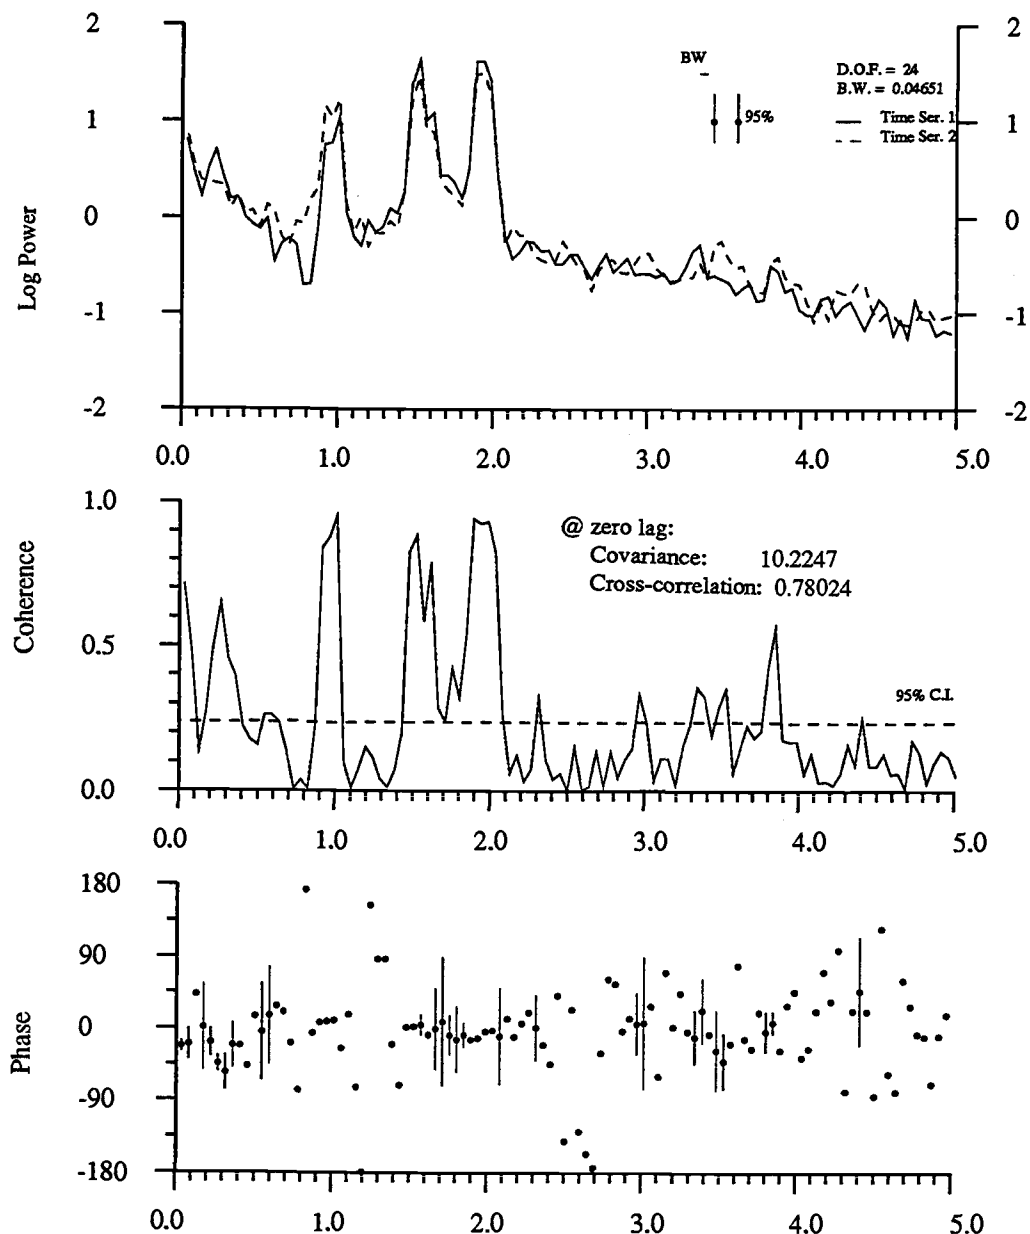 2
1
0
-1
-2
Log Power
2
1
0
-1
-2
BW
95%
D.O.F. = 24
B.W. = 0.04651
Time Ser. 1
Time Ser. 2
0.0 1.0 2.0 3.0 4.0 5.0
1.0
0.5
0.0
Coherence
@ zero lag:
Covariance: 10.2247
Cross-correlation: 0.78024
95% C.I.
0.0 1.0 2.0 3.0 4.0 5.0
180
90
0
-90
-180
Phase
0.0 1.0 2.0 3.0 4.0 5.0